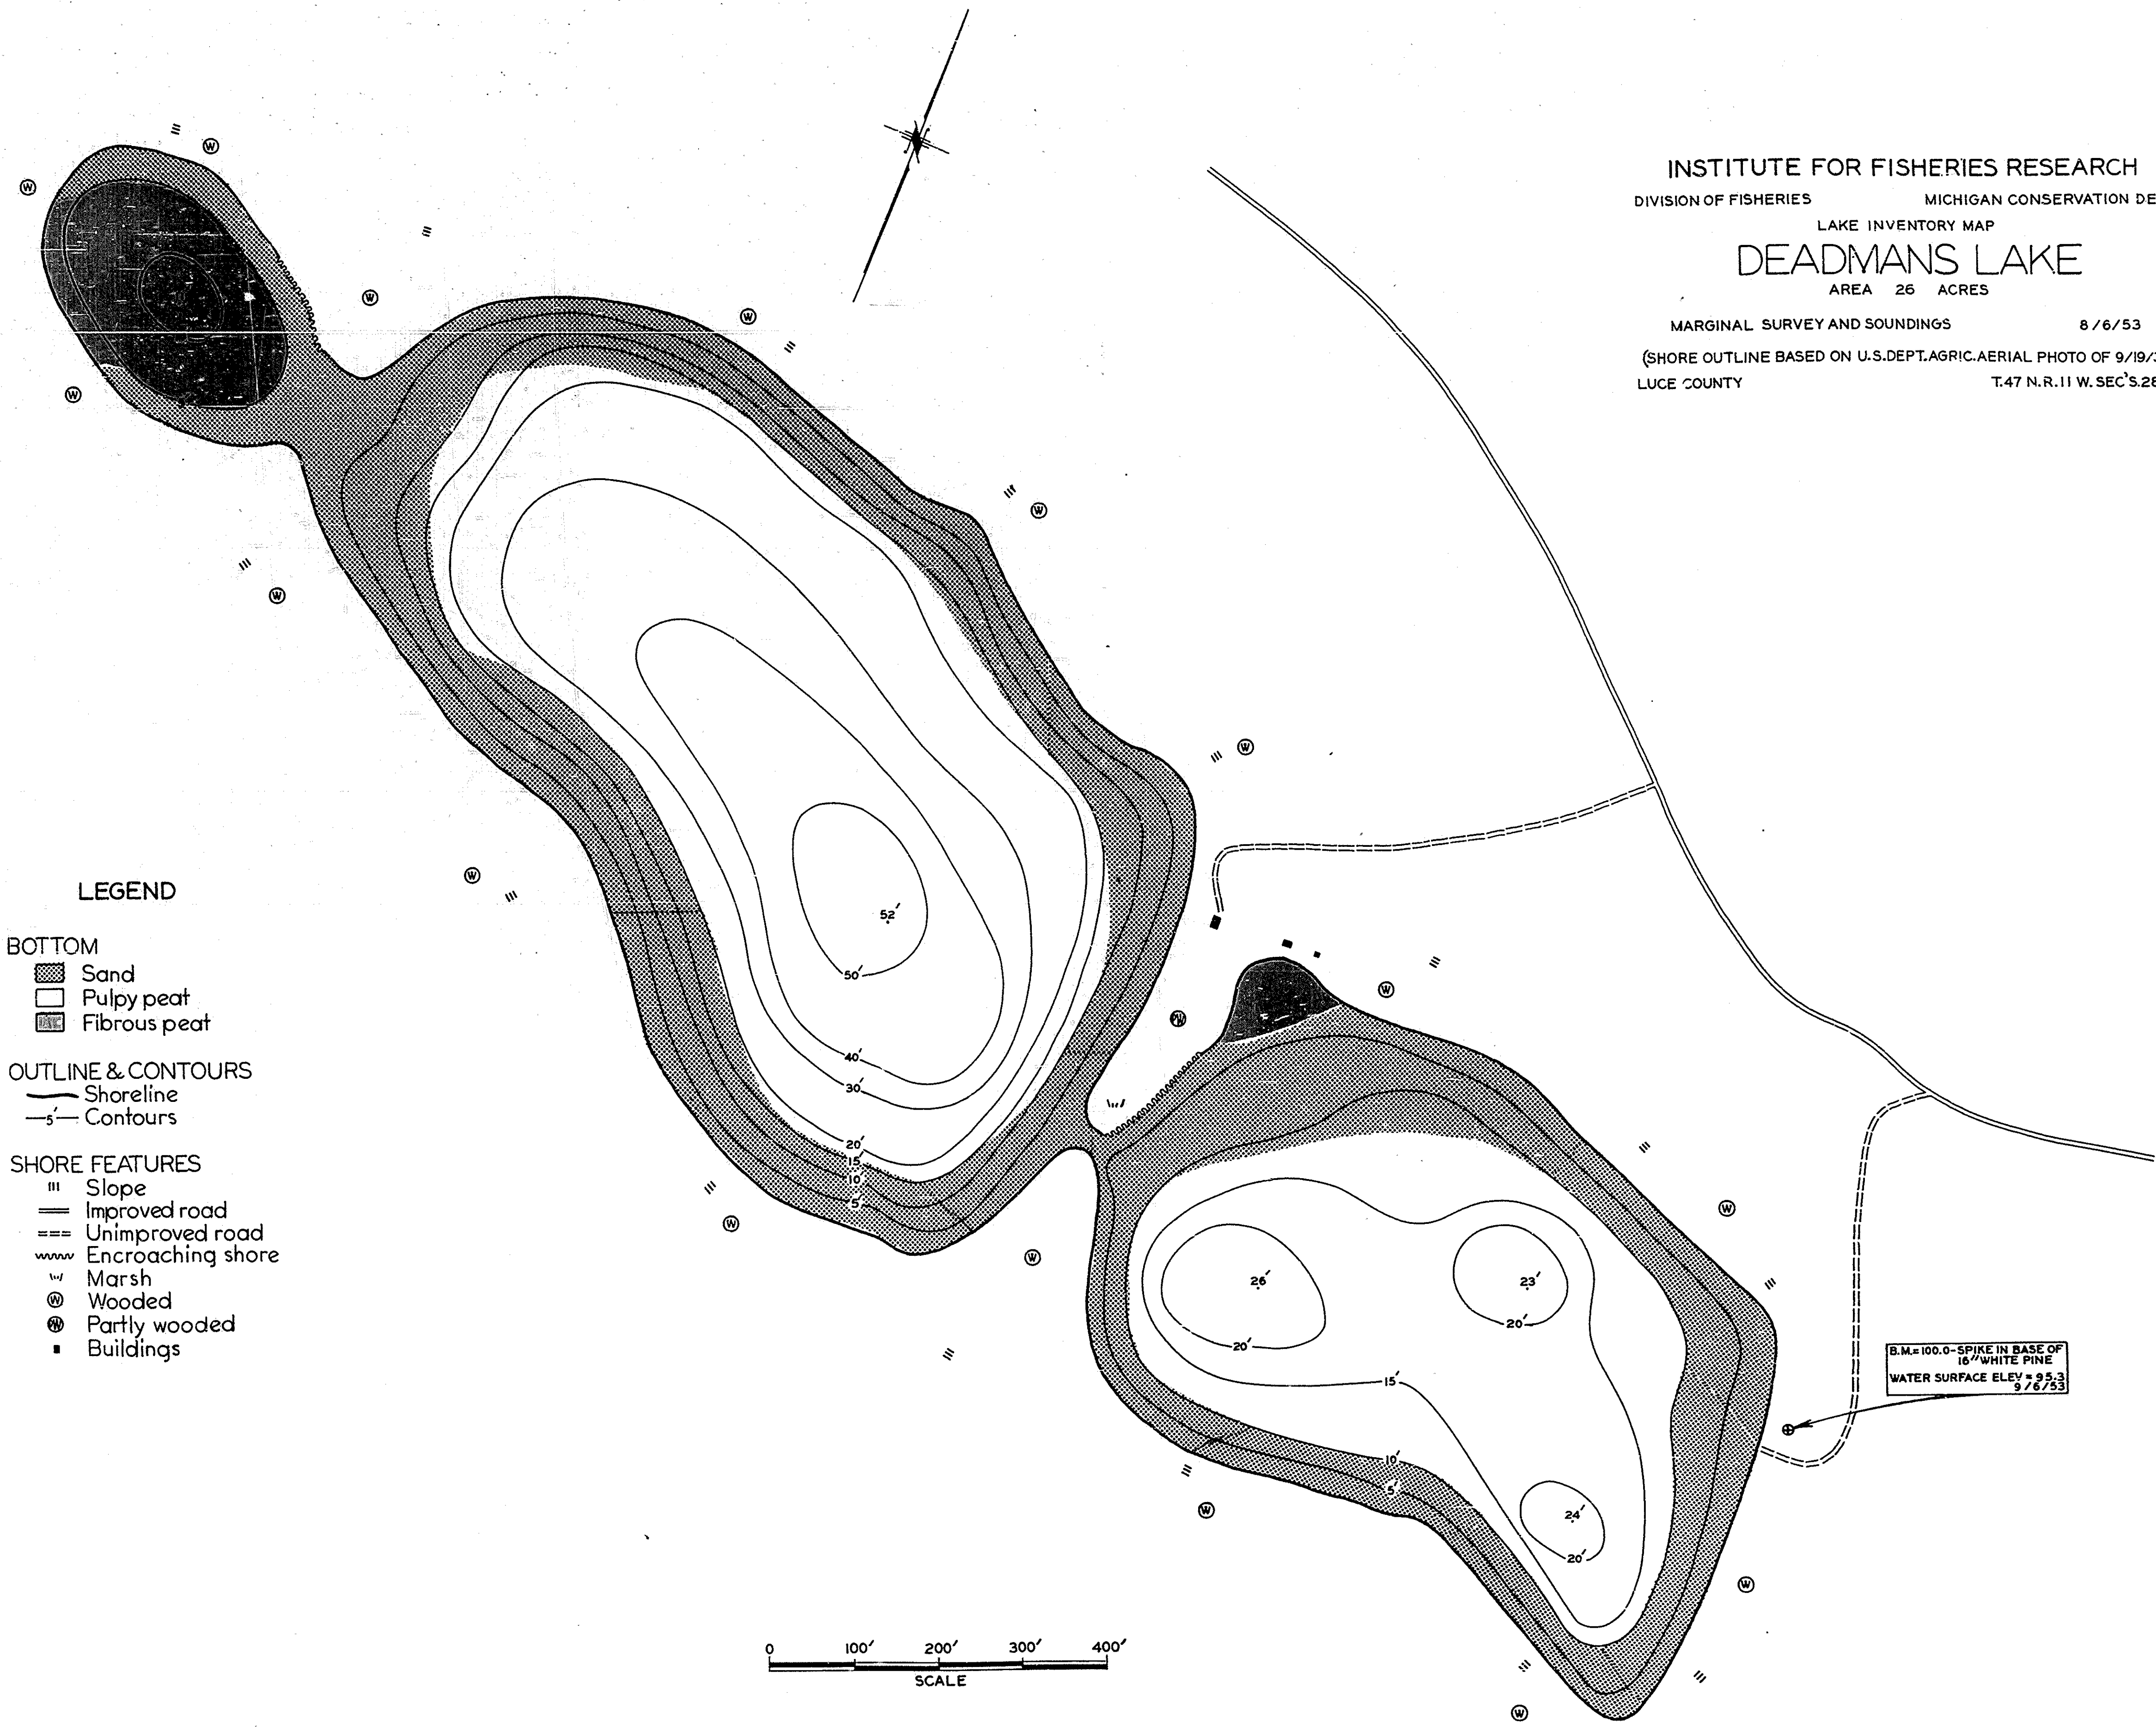 INSTITUTE FOR FISHERIES RESEARCH
DIVISION OF FISHERIES MICHIGAN CONSERVATION DE
LAKE INVENTORY MAP
DEADMANS LAKE
AREA 26 ACRES
MARGINAL SURVEY AND SOUNDINGS 8/6/53
(SHORE OUTLINE BASED ON U.S.DEPT.AGRIC.AERIAL PHOTO OF 9/19/
LUCE COUNTY T.47 N.R.11 W. SEC'S.28
W
W
W
W
W
W
W
W
W
PW
W
W
W
W
W
W
W
W
52'
50'
40'
30'
20'
15'
10'
5'
26'
20'
23'
20'
15'
10'
5'
24'
20'
LEGEND
BOTTOM
Sand
Pulpy peat
Fibrous peat
OUTLINE & CONTOURS
Shoreline
5' Contours
SHORE FEATURES
Slope
Improved road
Unimproved road
Encroaching shore
Marsh
W Wooded
PW Partly wooded
Buildings
B.M.=100.0-SPIKE IN BASE OF
16" WHITE PINE
WATER SURFACE ELEV = 95.3
9/6/53
0 100' 200' 300' 400'
SCALE